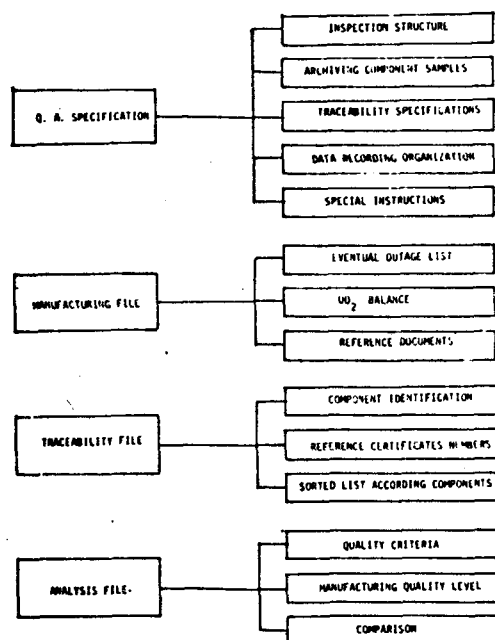 INSPECTION STRUCTURE
ARCHIVING COMPONENT SAMPLES
Q. A. SPECIFICATION
TRACEABILITY SPECIFICATIONS
DATA RECORDING ORGANIZATION
SPECIAL INSTRUCTIONS
EVENTUAL OUTAGE LIST
MANUFACTURING FILE
UO2 BALANCE
REFERENCE DOCUMENTS
COMPONENT IDENTIFICATION
TRACEABILITY FILE
REFERENCE CERTIFICATES NUMBERS
SORTED LIST ACCORDING COMPONENTS
QUALITY CRITERIA
ANALYSIS FILE-
MANUFACTURING QUALITY LEVEL
COMPARISON